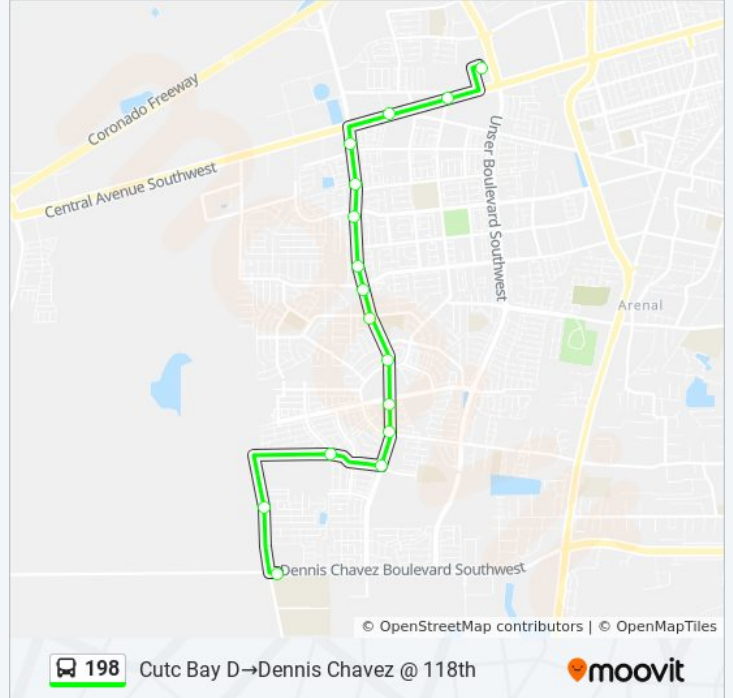 Coronado Freeway
Central Avenue Southwest
Unser Boulevard Southwest
Arenal
Dennis Chavez Boulevard Southwest
© OpenStreetMap contributors | © OpenMapTiles
198 Cutc Bay D→Dennis Chavez @ 118th
moovit